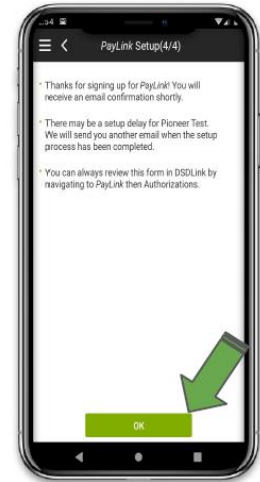 PayLink Setup(4/4)
Thanks for signing up for PayLink! You will
receive an email confirmation shortly.
There may be a setup delay for Pioneer Test.
We will send you another email when the setup
process has been completed.
You can always review this form in DSDLink by
navigating to PayLink then Authorizations.
OK